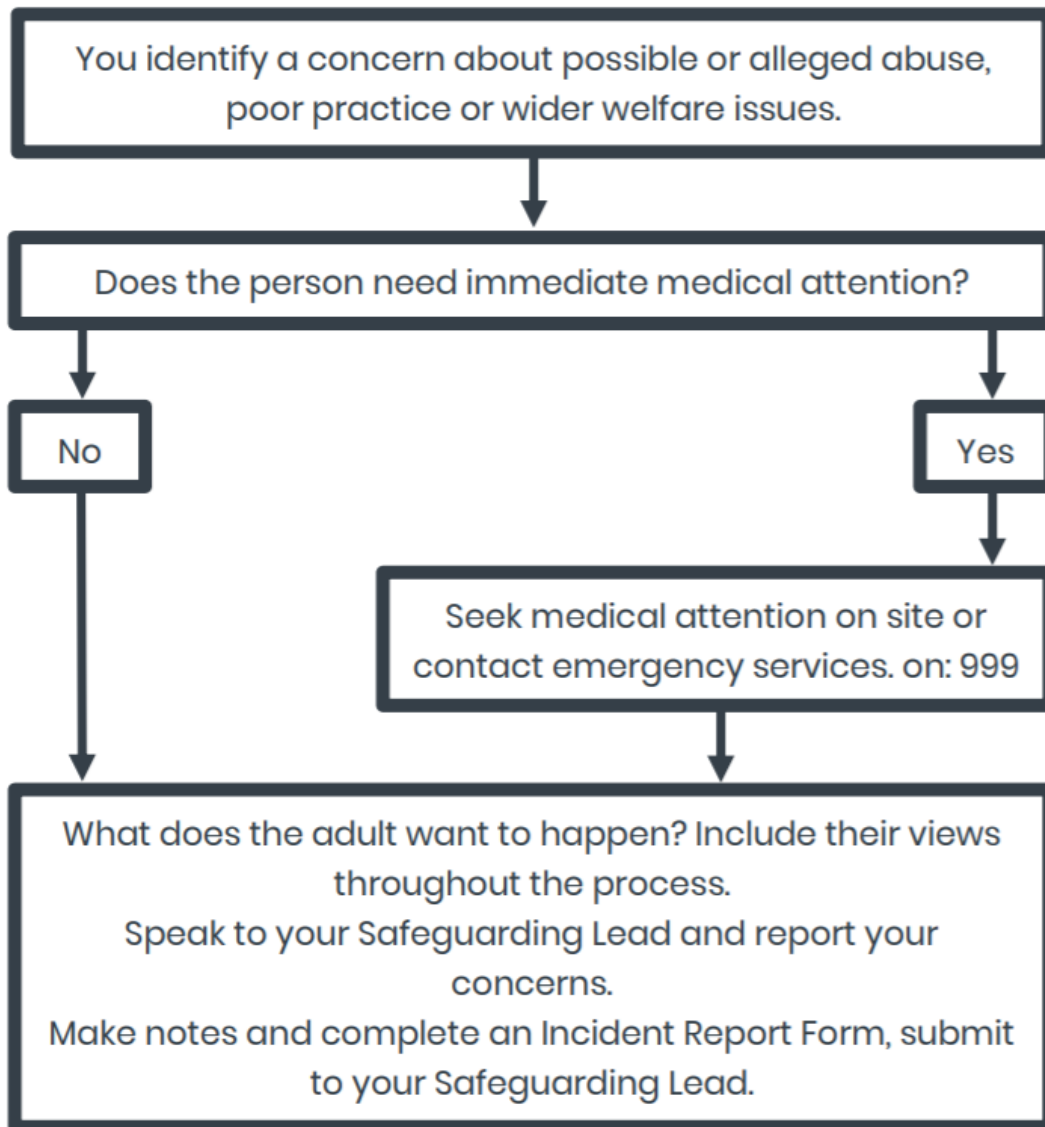 You identify a concern about possible or alleged abuse,
poor practice or wider welfare issues.
Does the person need immediate medical attention?
No
Yes
Seek medical attention on site or
contact emergency services. on: 999
What does the adult want to happen? Include their views
throughout the process.
Speak to your Safeguarding Lead and report your
concerns.
Make notes and complete an Incident Report Form, submit
to your Safeguarding Lead.